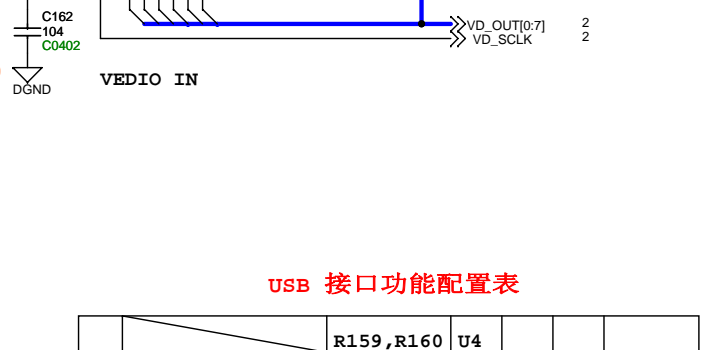 C162
104
C0402
DGND
VD_OUT[0:7] 2
VD_SCLK 2
VEDIO IN
USB 接口功能配置表
R159,R160 U4